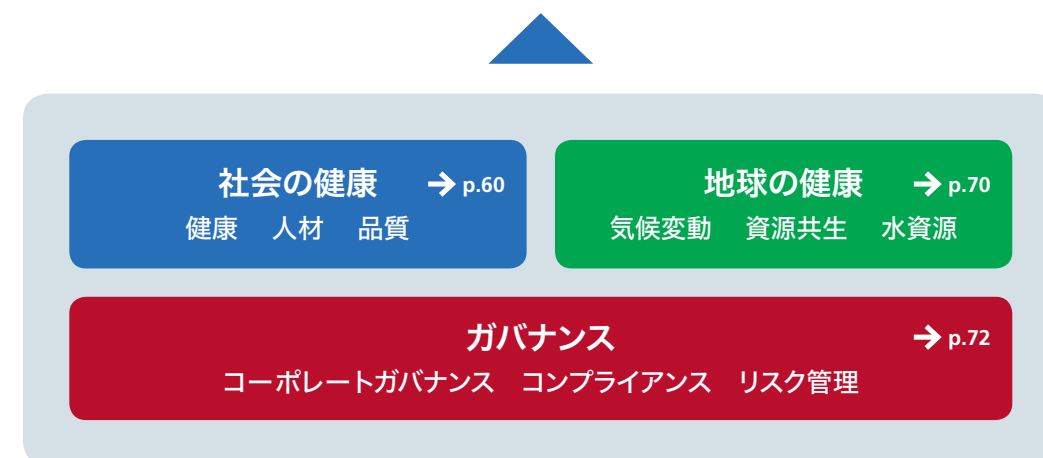 社会の健康 → p.60
健康 人材 品質
地球の健康 → p.70
気候変動 資源共生 水資源
ガバナンス → p.72
コーポレートガバナンス コンプライアンス リスク管理